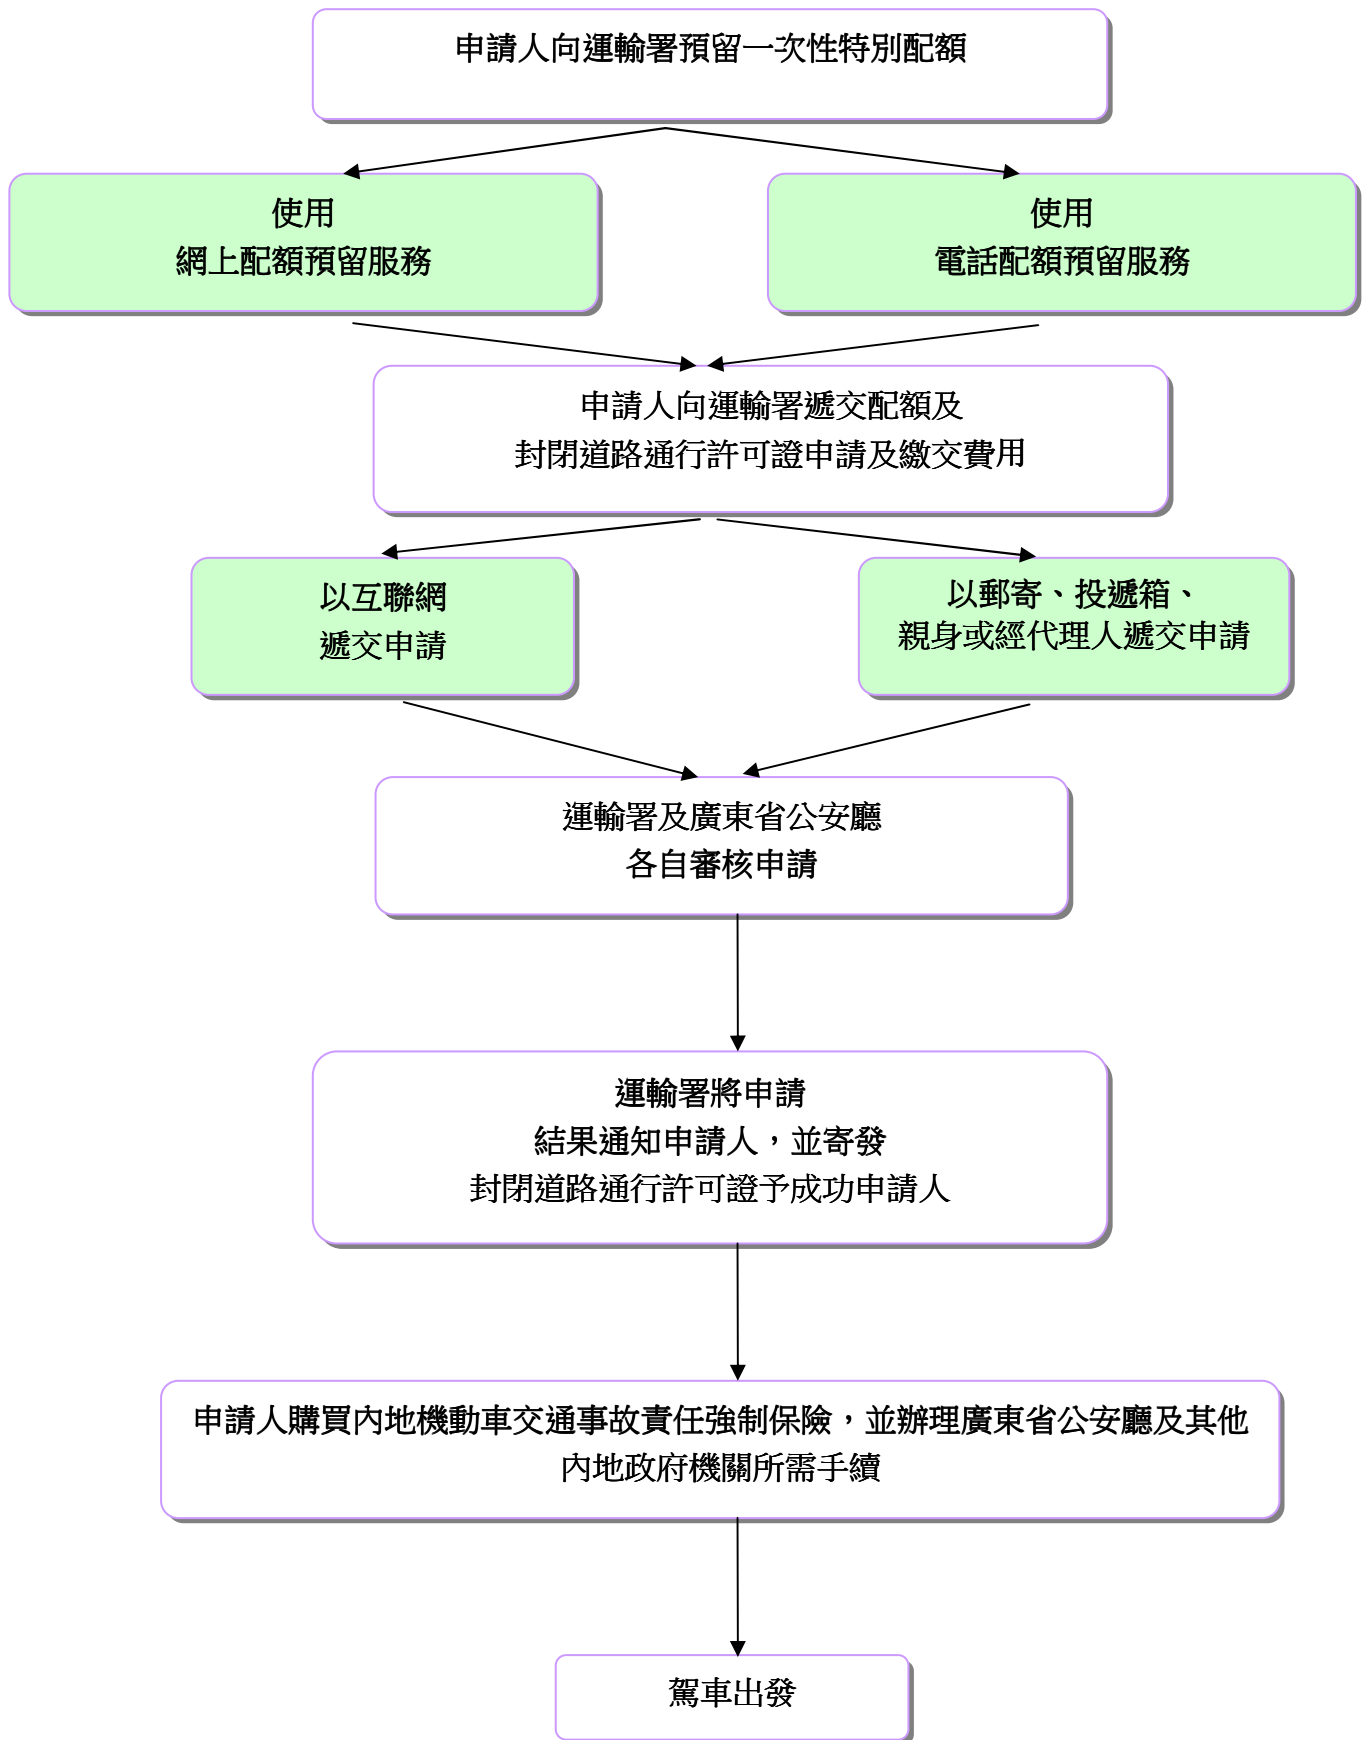 申請人向運輸署預留一次性特別配額
使用
網上配額預留服務
使用
電話配額預留服務
申請人向運輸署遞交配額及
封閉道路通行許可證申請及繳交費用
以互聯網
遞交申請
以郵寄、投遞箱、
親身或經代理人遞交申請
運輸署及廣東省公安廳
各自審核申請
運輸署將申請
結果通知申請人，並寄發
封閉道路通行許可證予成功申請人
申請人購買內地機動車交通事故責任強制保險，並辦理廣東省公安廳及其他
內地政府機關所需手續
駕車出發